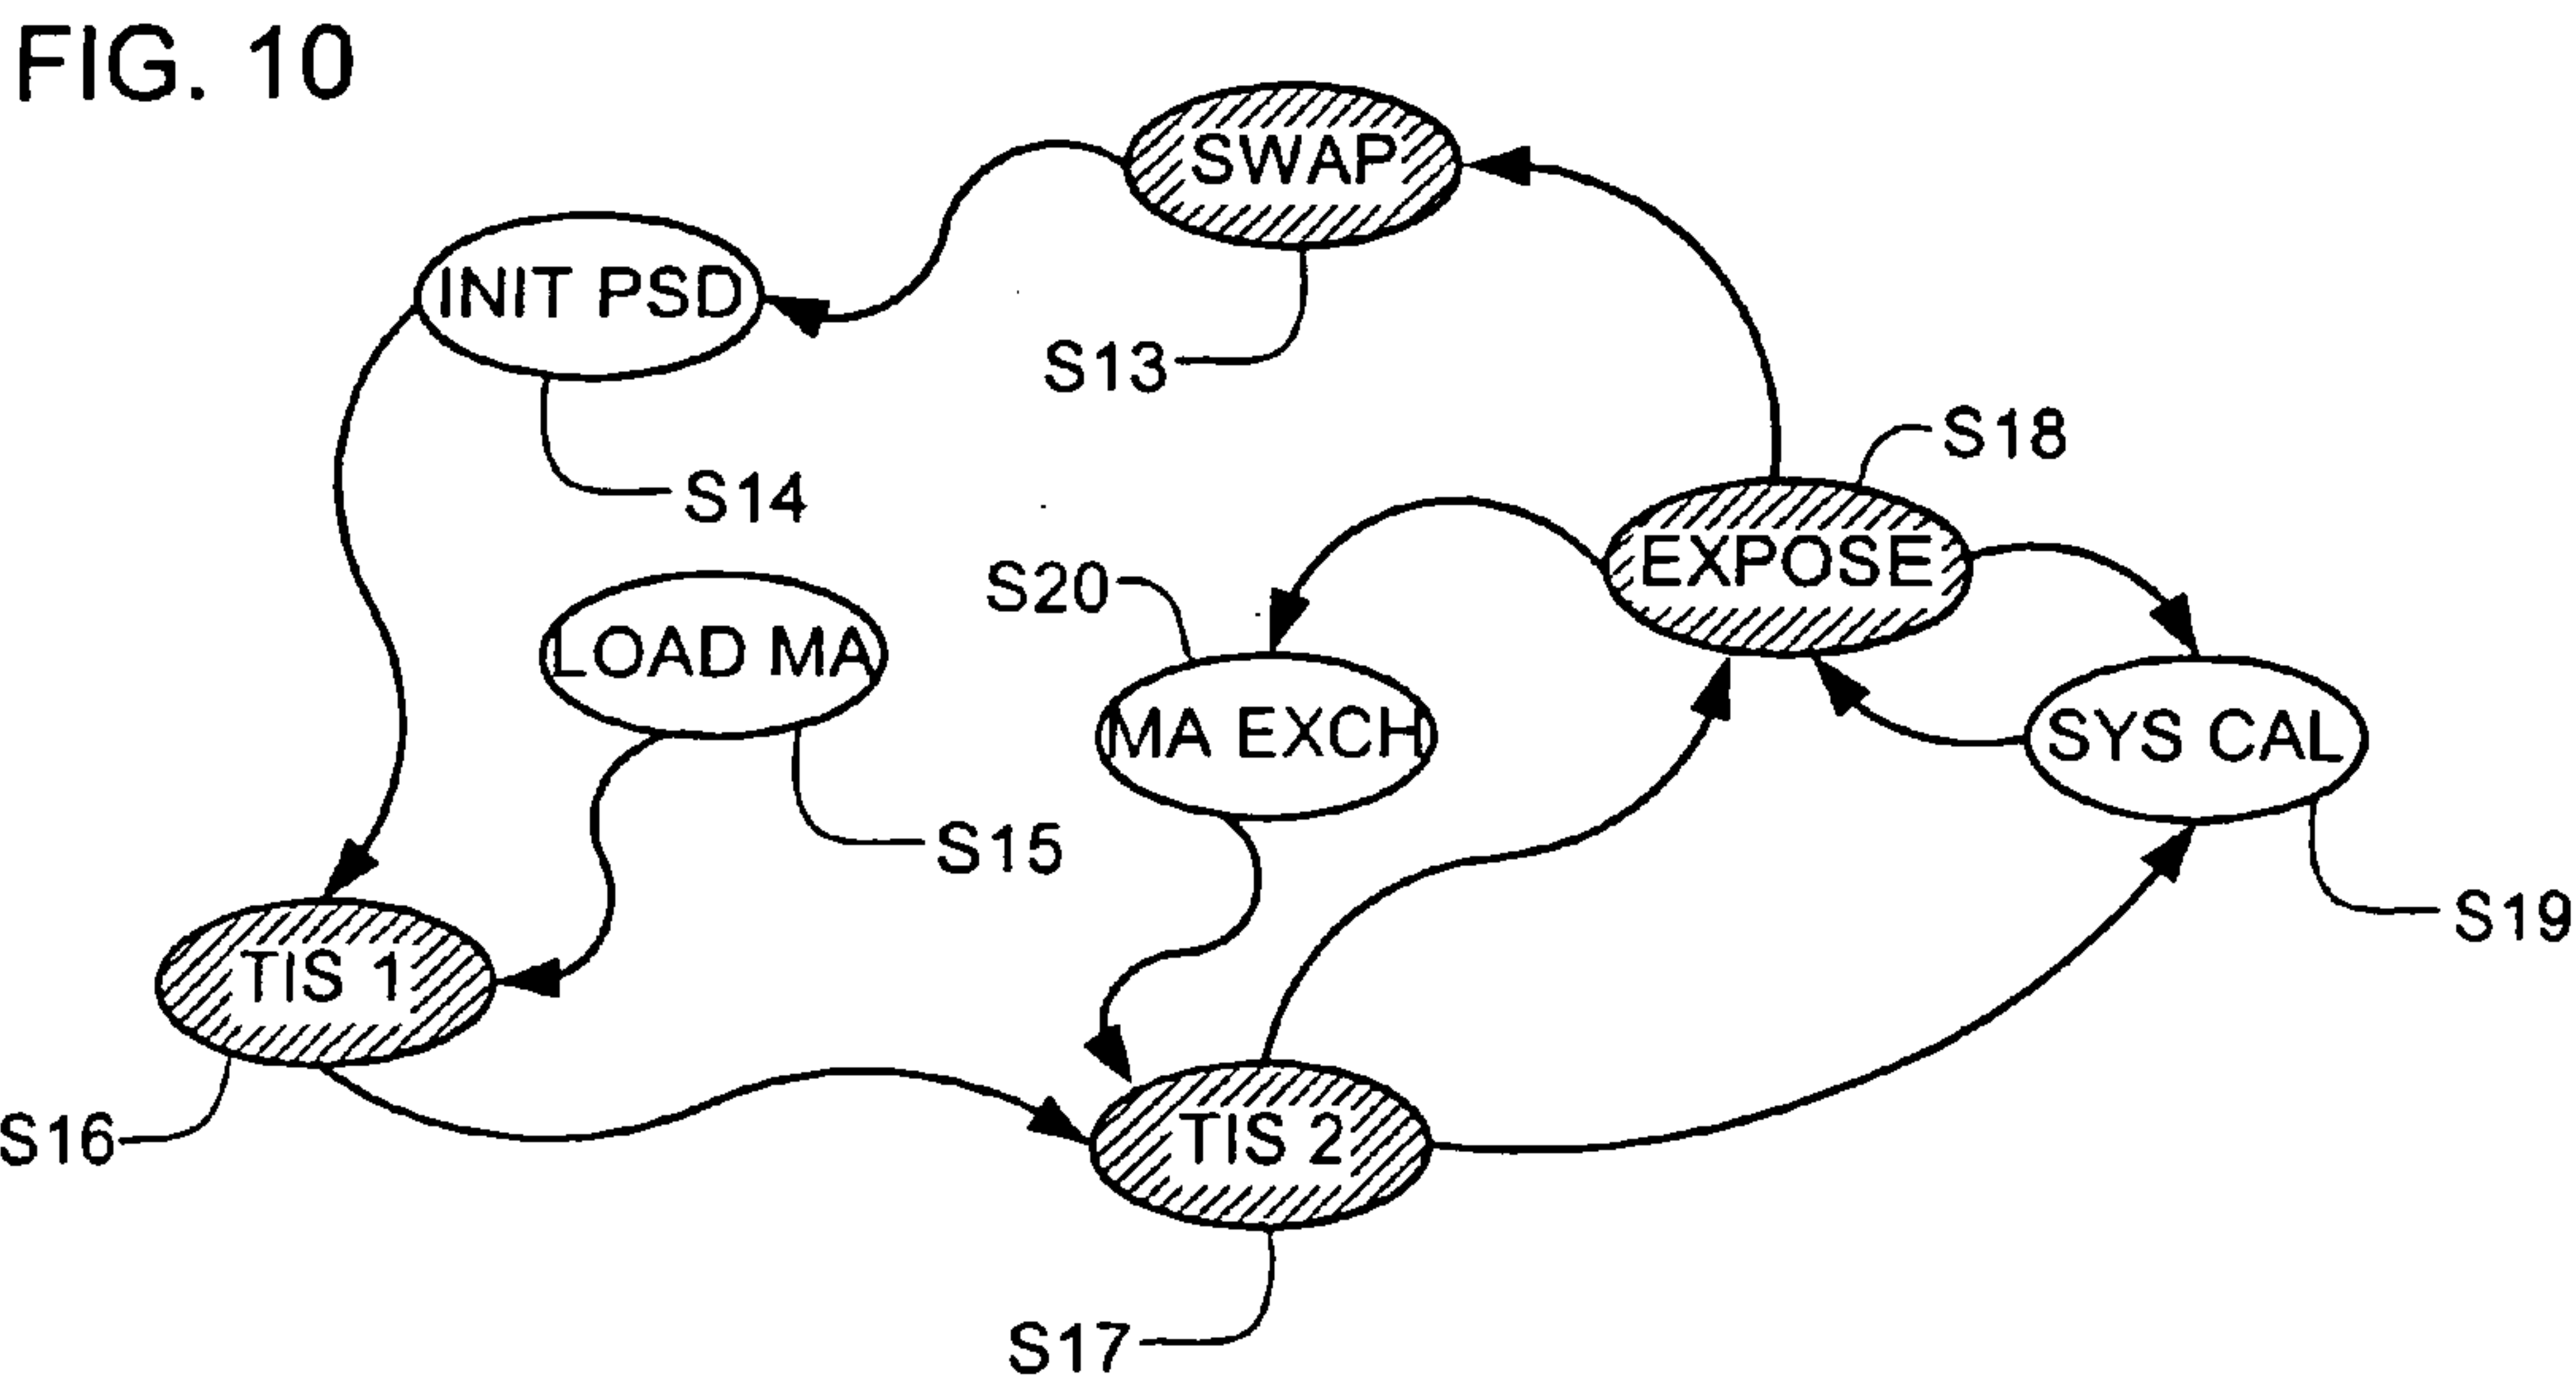 FIG. 10
SWAP
INIT PSD
S13
S14
S18
EXPOSE
S20
LOAD MA
MA EXCH
SYS CAL
S15
S19
TIS 1
S16
TIS 2
S17